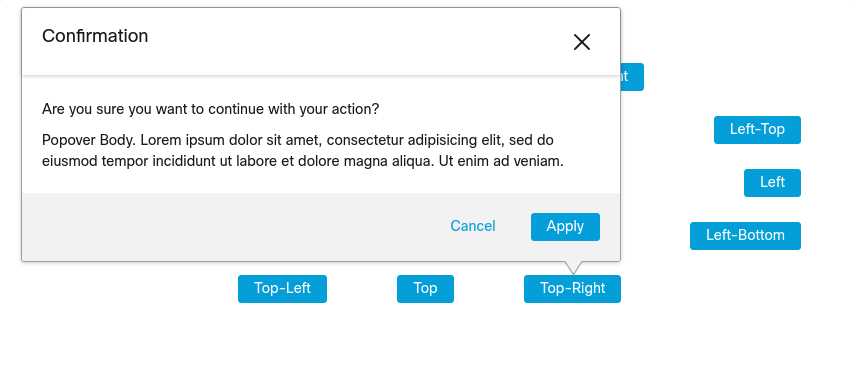 Confirmation
Are you sure you want to continue with your action?
Popover Body. Lorem ipsum dolor sit amet, consectetur adipisicing elit, sed do
eiusmod tempor incididunt ut labore et dolore magna aliqua. Ut enim ad veniam.
Cancel
Apply
Left-Top
Left
Left-Bottom
Top-Left
Top
Top-Right